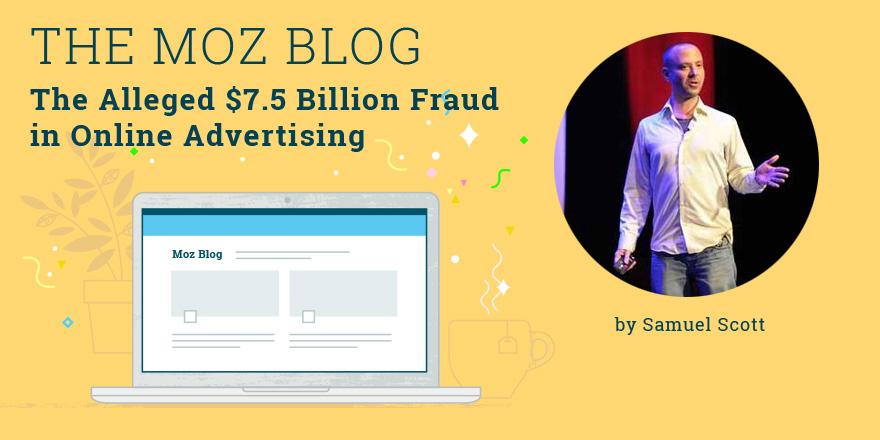 THE MOZ BLOG
The Alleged $7.5 Billion Fraud
in Online Advertising
Moz Blog
by Samuel Scott